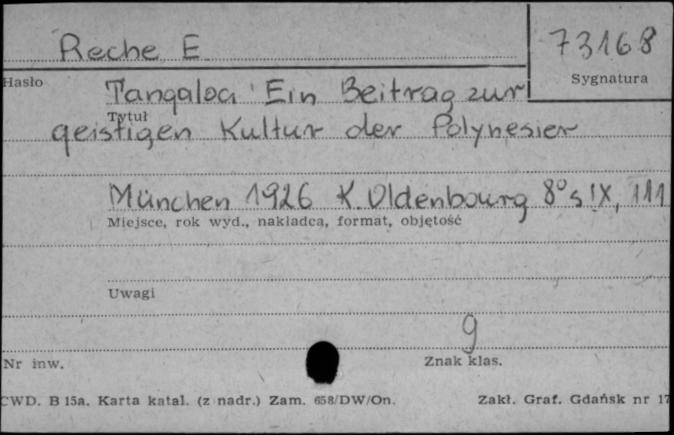 Reche E. 73168
Hasło Sygnatura
Tangaloa Ein Beitrag zur
Tytuł
geistigen Kultur der Polynesier
München 1926 K. Oldenbourg 8° s. IX, 111
Miejsce, rok wyd., nakładca, format, objętość
Uwagi
9
Nr inw. Znak klas.
CWD. B 15a. Karta katal. (z nadr.) Zam. 658/DW/On. Zakł. Graf. Gdańsk nr 17